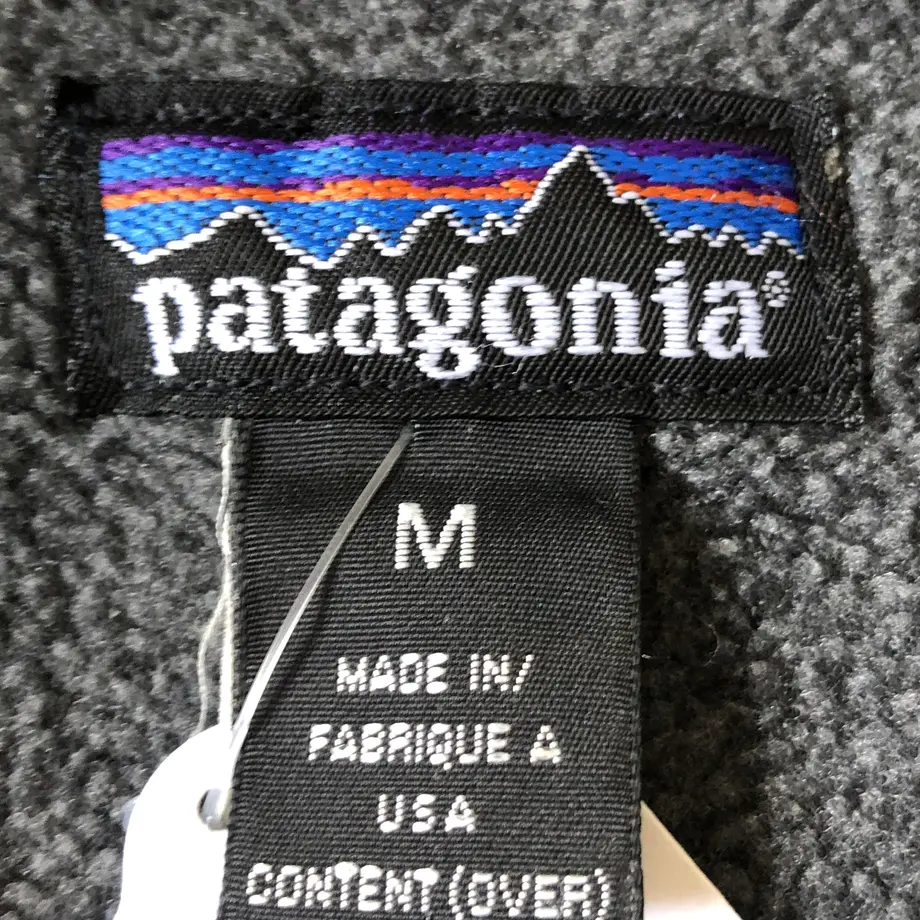 patagonia®
M
MADE IN/
FABRIQUE A
USA
CONTENT (OVER)